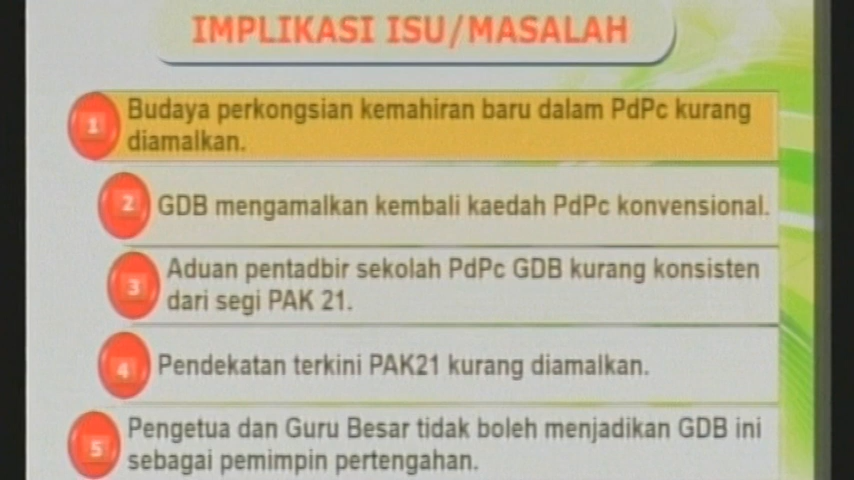 IMPLIKASI ISU/MASALAH
1 Budaya perkongsian kemahiran baru dalam PdPc kurang
diamalkan.
2 GDB mengamalkan kembali kaedah PdPc konvensional.
3 Aduan pentadbir sekolah PdPc GDB kurang konsisten
dari segi PAK 21.
4 Pendekatan terkini PAK21 kurang diamalkan.
5 Pengetua dan Guru Besar tidak boleh menjadikan GDB ini
sebagai pemimpin pertengahan.